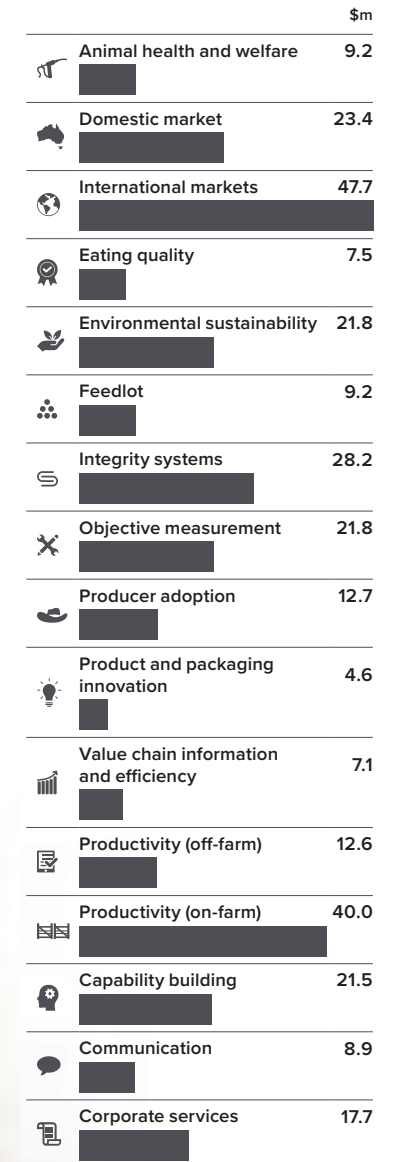 $m
Animal health and welfare 9.2
Domestic market 23.4
International markets 47.7
Eating quality 7.5
Environmental sustainability 21.8
Feedlot 9.2
Integrity systems 28.2
Objective measurement 21.8
Producer adoption 12.7
Product and packaging
innovation 4.6
Value chain information
and efficiency 7.1
Productivity (off-farm) 12.6
Productivity (on-farm) 40.0
Capability building 21.5
Communication 8.9
Corporate services 17.7